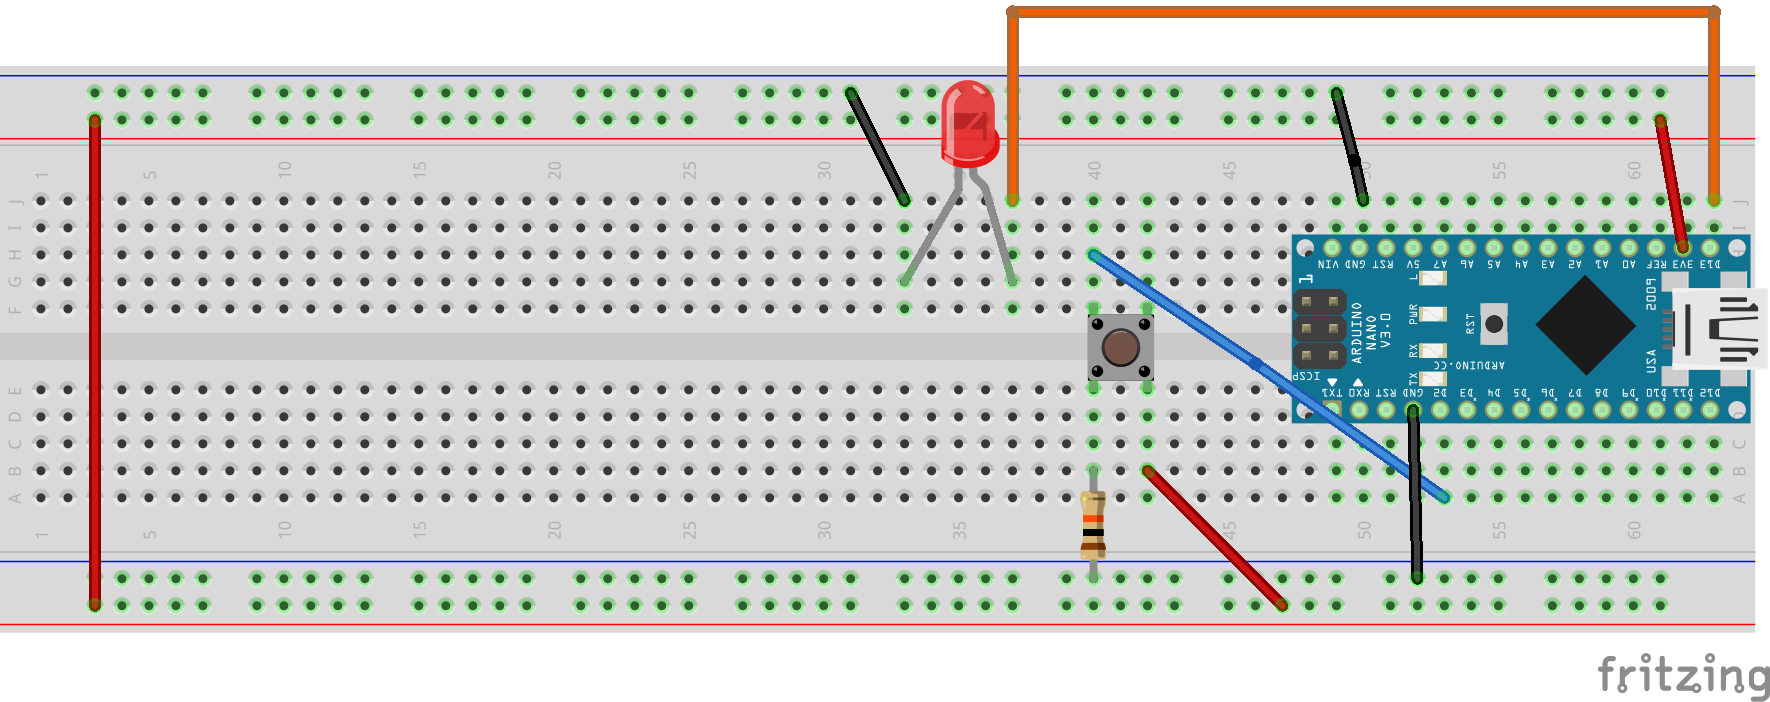 1 5 10 15 20 25 30 35 40 45 50 55 60
J J
I I
H
G
F
VIN GND RST 5V A7 A6 A5 A4 A3 A2 A1 A0 REF 3V3 D13
1
L
PWR
RX
TX
ARDUINO
NANO
V3.0
RST
2009
USA
ICSP
ARDUINO.CC
TX1 RX0 RST GND D2 D3 D4 D5 D6 D7 D8 D9 D10 D11 D12
E
D D
C C
B B
A A
1 5 10 15 20 25 30 35 45 50 55 60
fritzing